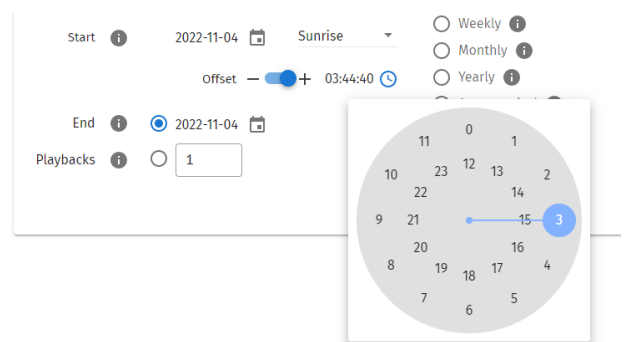 Start 2022-11-04 Sunrise
Weekly
Monthly
Offset − + 03:44:40
Yearly
End 2022-11-04
Playbacks 1
0
11 1
12
23 13
10 2
22 14
9 21 15 3
20 16
8 4
19 17
18
7 5
6